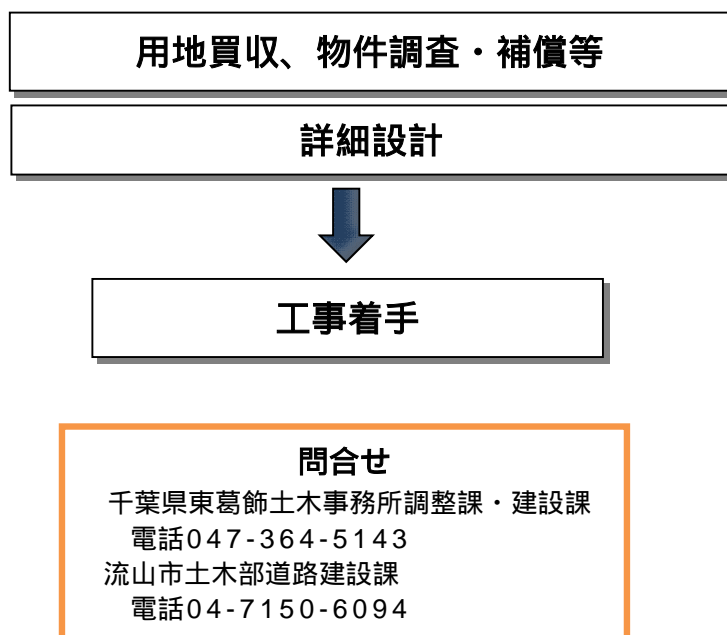 用地買収、物件調査・補償等
詳細設計
工事着手
問合せ
千葉県東葛飾土木事務所調整課・建設課
電話047-364-5143
流山市土木部道路建設課
電話04-7150-6094